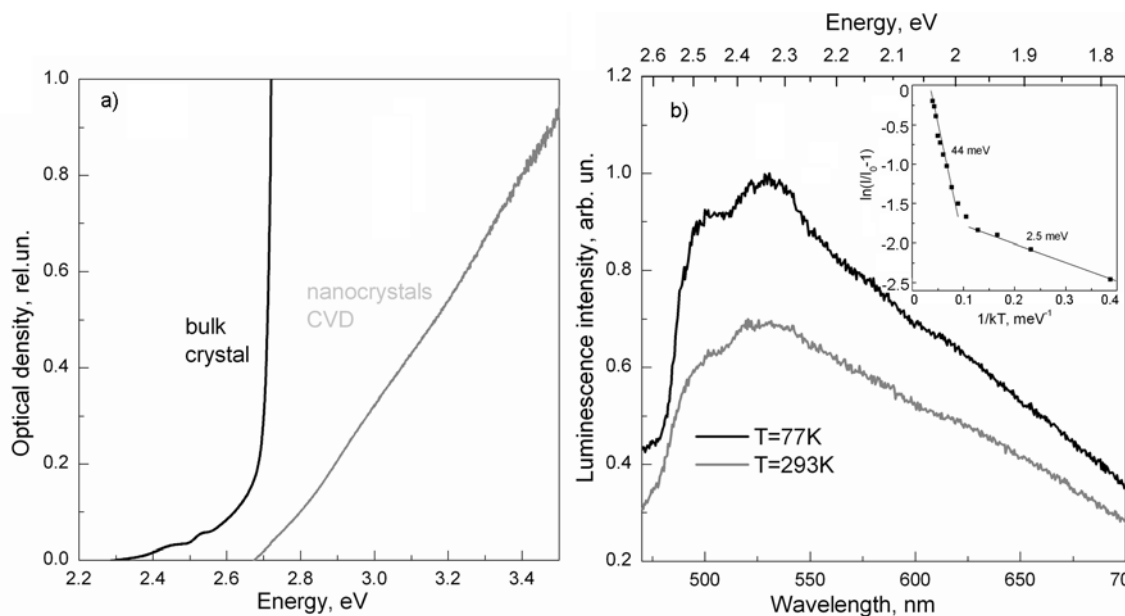 a)
Optical density, rel.un.
1.0
0.8
0.6
0.4
0.2
0.0
2.2 2.4 2.6 2.8 3.0 3.2 3.4
Energy, eV
bulk
crystal
nanocrystals
CVD
Energy, eV
2.6 2.5 2.4 2.3 2.2 2.1 2 1.9 1.8
b)
Luminescence intensity, arb. un.
1.2
1.0
0.8
0.6
0.4
0.2
500 550 600 650 700
Wavelength, nm
T=77K
T=293K
ln(I/I₀-1)
0
-0.5
-1.0
-1.5
-2.0
-2.5
44 meV
2.5 meV
0 0.1 0.2 0.3 0.4
1/kT, meV⁻¹